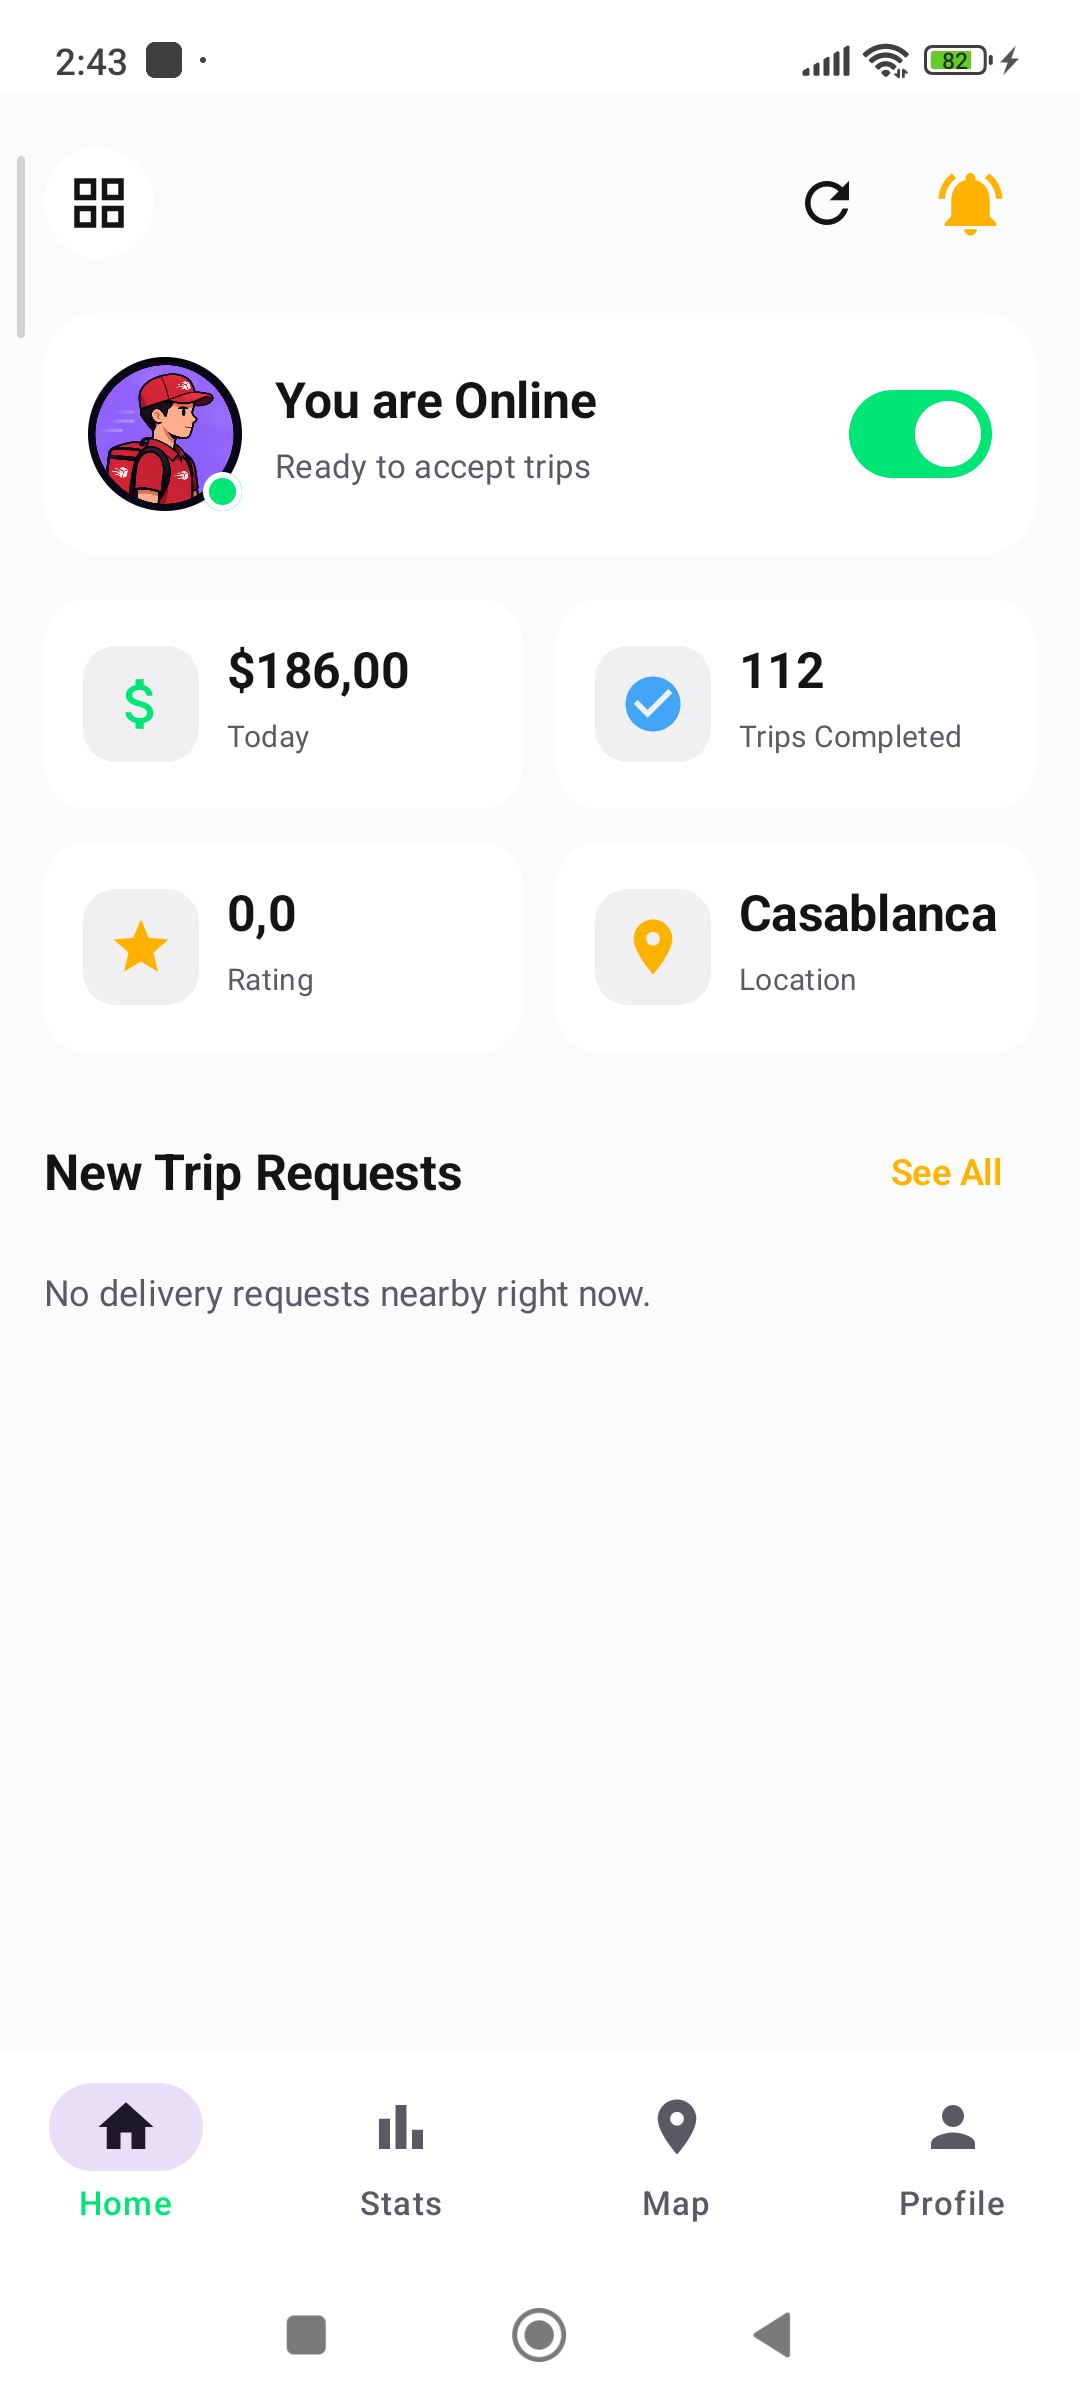 2:43
82
You are Online
Ready to accept trips
$186,00
Today
112
Trips Completed
0,0
Rating
Casablanca
Location
New Trip Requests
See All
No delivery requests nearby right now.
Home
Stats
Map
Profile